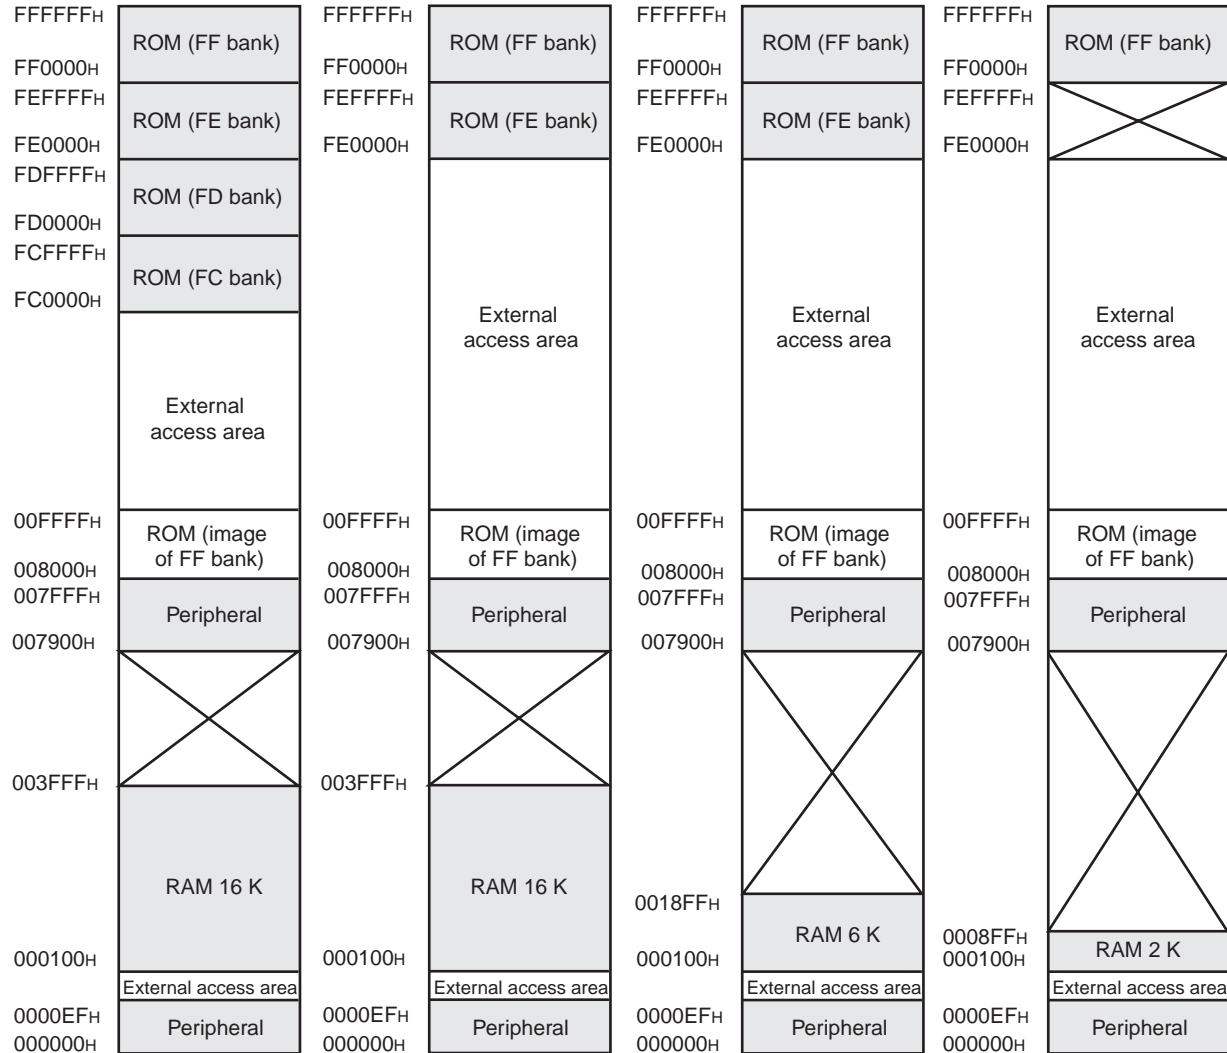 FFFFFFH
ROM (FF bank)
FF0000H
FEFFFFH
ROM (FE bank)
FE0000H
FDFFFFH
ROM (FD bank)
FD0000H
FCFFFFH
ROM (FC bank)
FC0000H
External
access area
00FFFFH
ROM (image
of FF bank)
008000H
007FFFH
Peripheral
007900H
003FFFH
RAM 16 K
000100H
External access area
0000EFH
Peripheral
000000H
FFFFFFH
ROM (FF bank)
FF0000H
FEFFFFH
ROM (FE bank)
FE0000H
External
access area
00FFFFH
ROM (image
of FF bank)
008000H
007FFFH
Peripheral
007900H
003FFFH
RAM 16 K
000100H
External access area
0000EFH
Peripheral
000000H
FFFFFFH
ROM (FF bank)
FF0000H
FEFFFFH
ROM (FE bank)
FE0000H
External
access area
00FFFFH
ROM (image
of FF bank)
008000H
007FFFH
Peripheral
007900H
0018FFH
RAM 6 K
000100H
External access area
0000EFH
Peripheral
000000H
FFFFFFH
ROM (FF bank)
FF0000H
FEFFFFH
FE0000H
External
access area
00FFFFH
ROM (image
of FF bank)
008000H
007FFFH
Peripheral
007900H
0008FFH
RAM 2 K
000100H
External access area
0000EFH
Peripheral
000000H